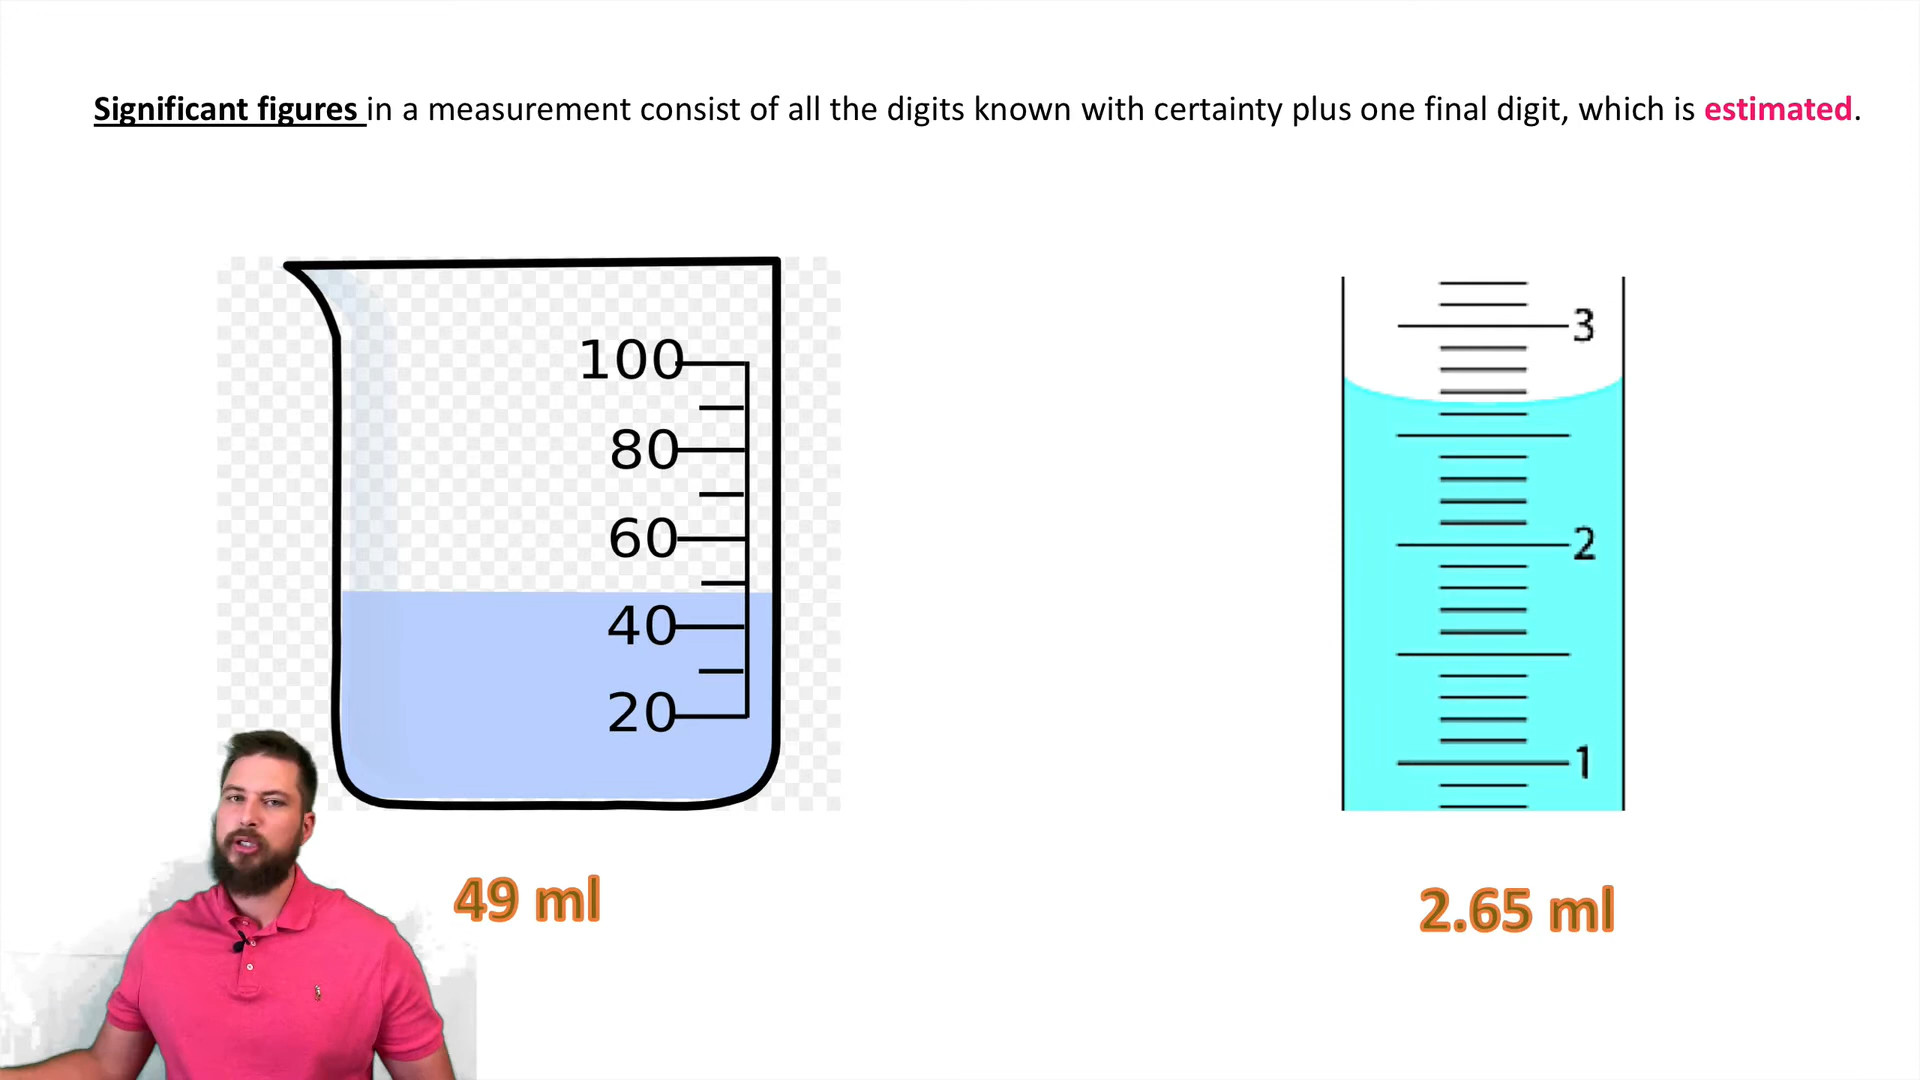 Significant figures in a measurement consist of all the digits known with certainty plus one final digit, which is estimated.
100
80
60
40
20
3
2
1
49 ml
2.65 ml